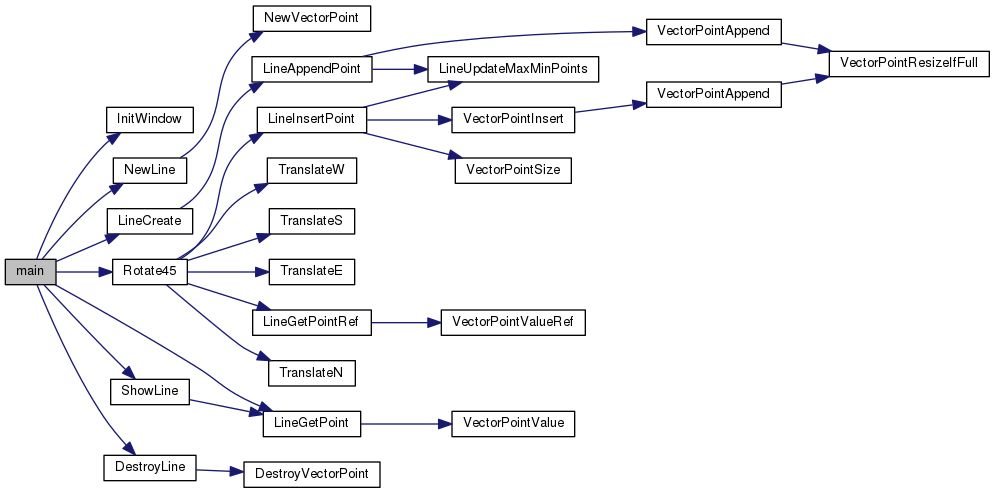 NewVectorPoint
VectorPointAppend
VectorPointResizeIfFull
LineAppendPoint
LineUpdateMaxMinPoints
VectorPointAppend
InitWindow
LineInsertPoint
VectorPointInsert
NewLine
TranslateW
VectorPointSize
LineCreate
TranslateS
main
Rotate45
TranslateE
LineGetPointRef
VectorPointValueRef
TranslateN
ShowLine
LineGetPoint
VectorPointValue
DestroyLine
DestroyVectorPoint